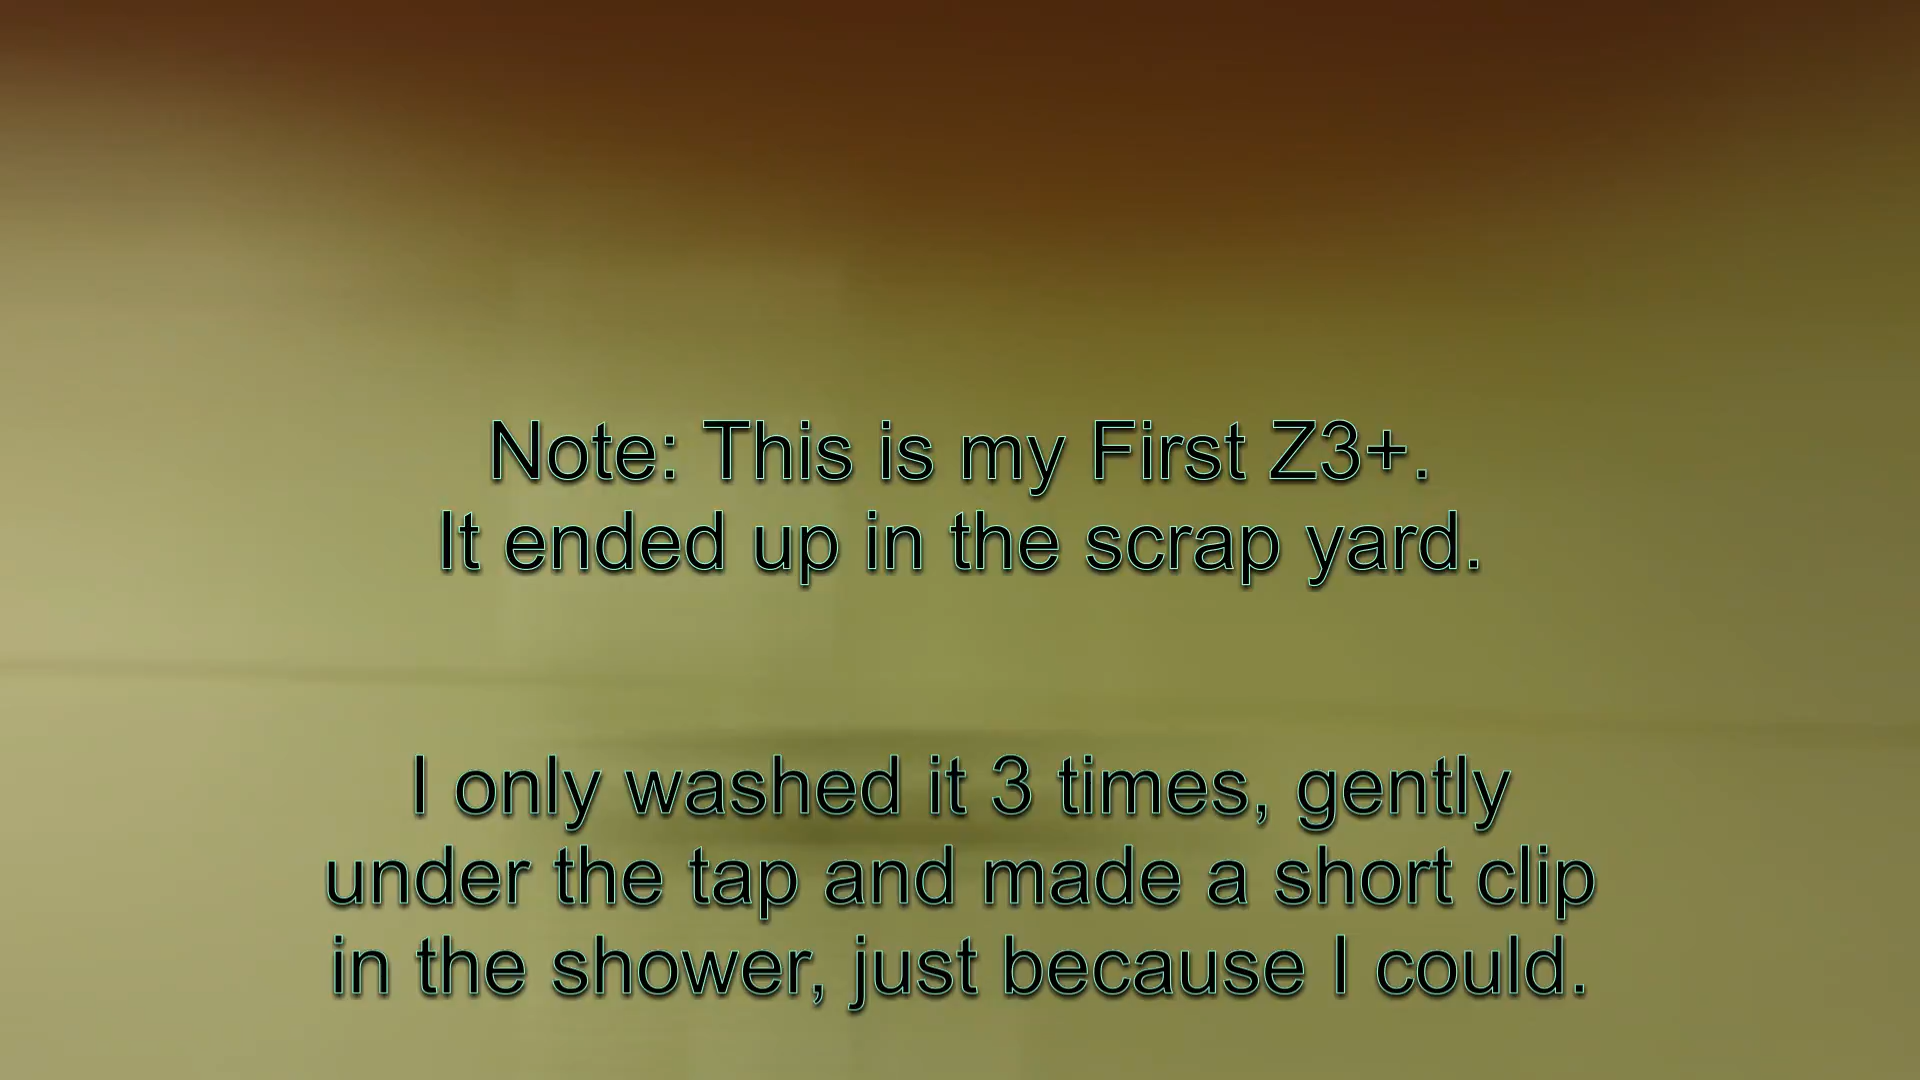 Note: This is my First Z3+.
It ended up in the scrap yard.
I only washed it 3 times, gently
under the tap and made a short clip
in the shower, just because I could.